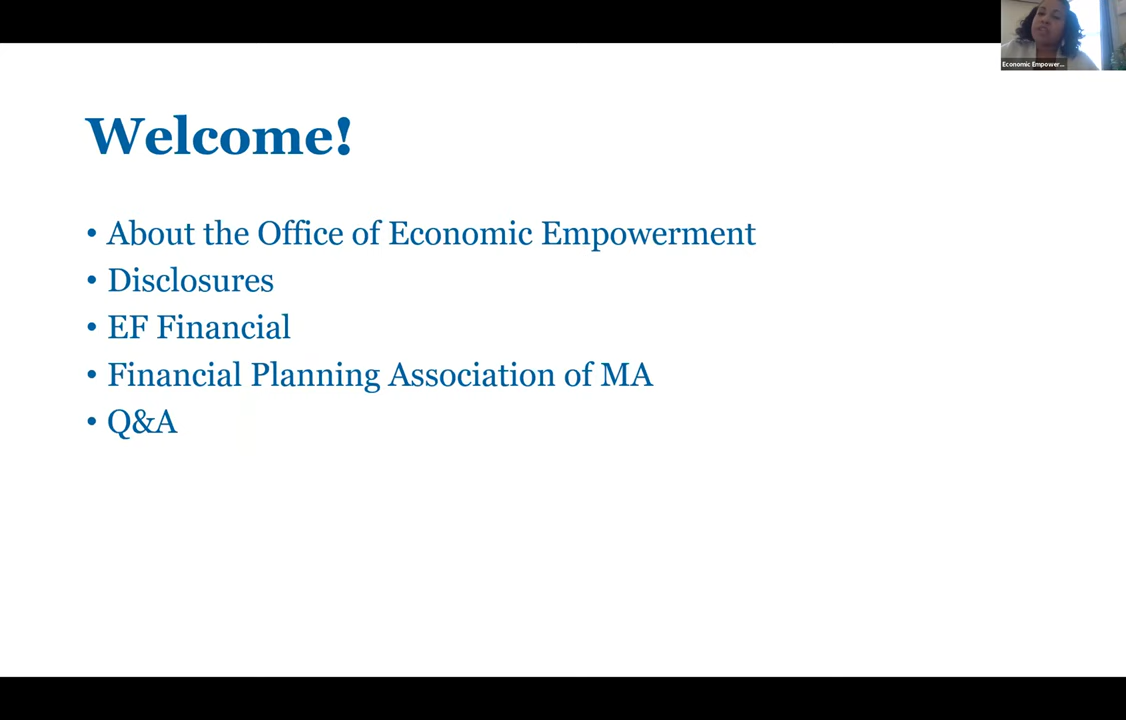 Economic Empower...
Welcome!
• About the Office of Economic Empowerment
• Disclosures
• EF Financial
• Financial Planning Association of MA
• Q&A